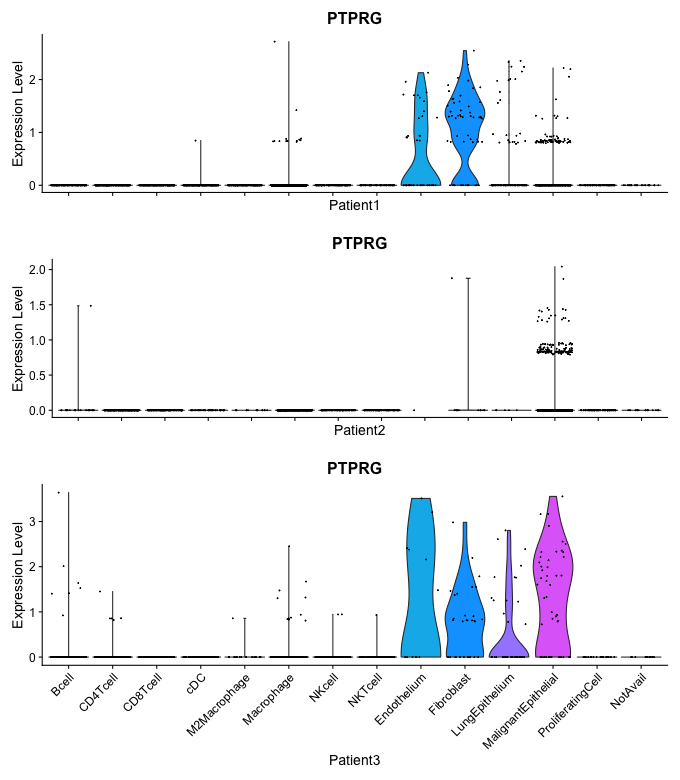 PTPRG
Expression Level
2
1
0
Patient1
PTPRG
Expression Level
2.0
1.5
1.0
0.5
0.0
Patient2
PTPRG
Expression Level
3
2
1
0
Bcell
CD4Tcell
CD8Tcell
cDC
M2Macrophage
Macrophage
NKcell
NKTcell
Endothelium
Fibroblast
LungEpithelium
MalignantEpithelial
ProliferatingCell
NotAvail
Patient3